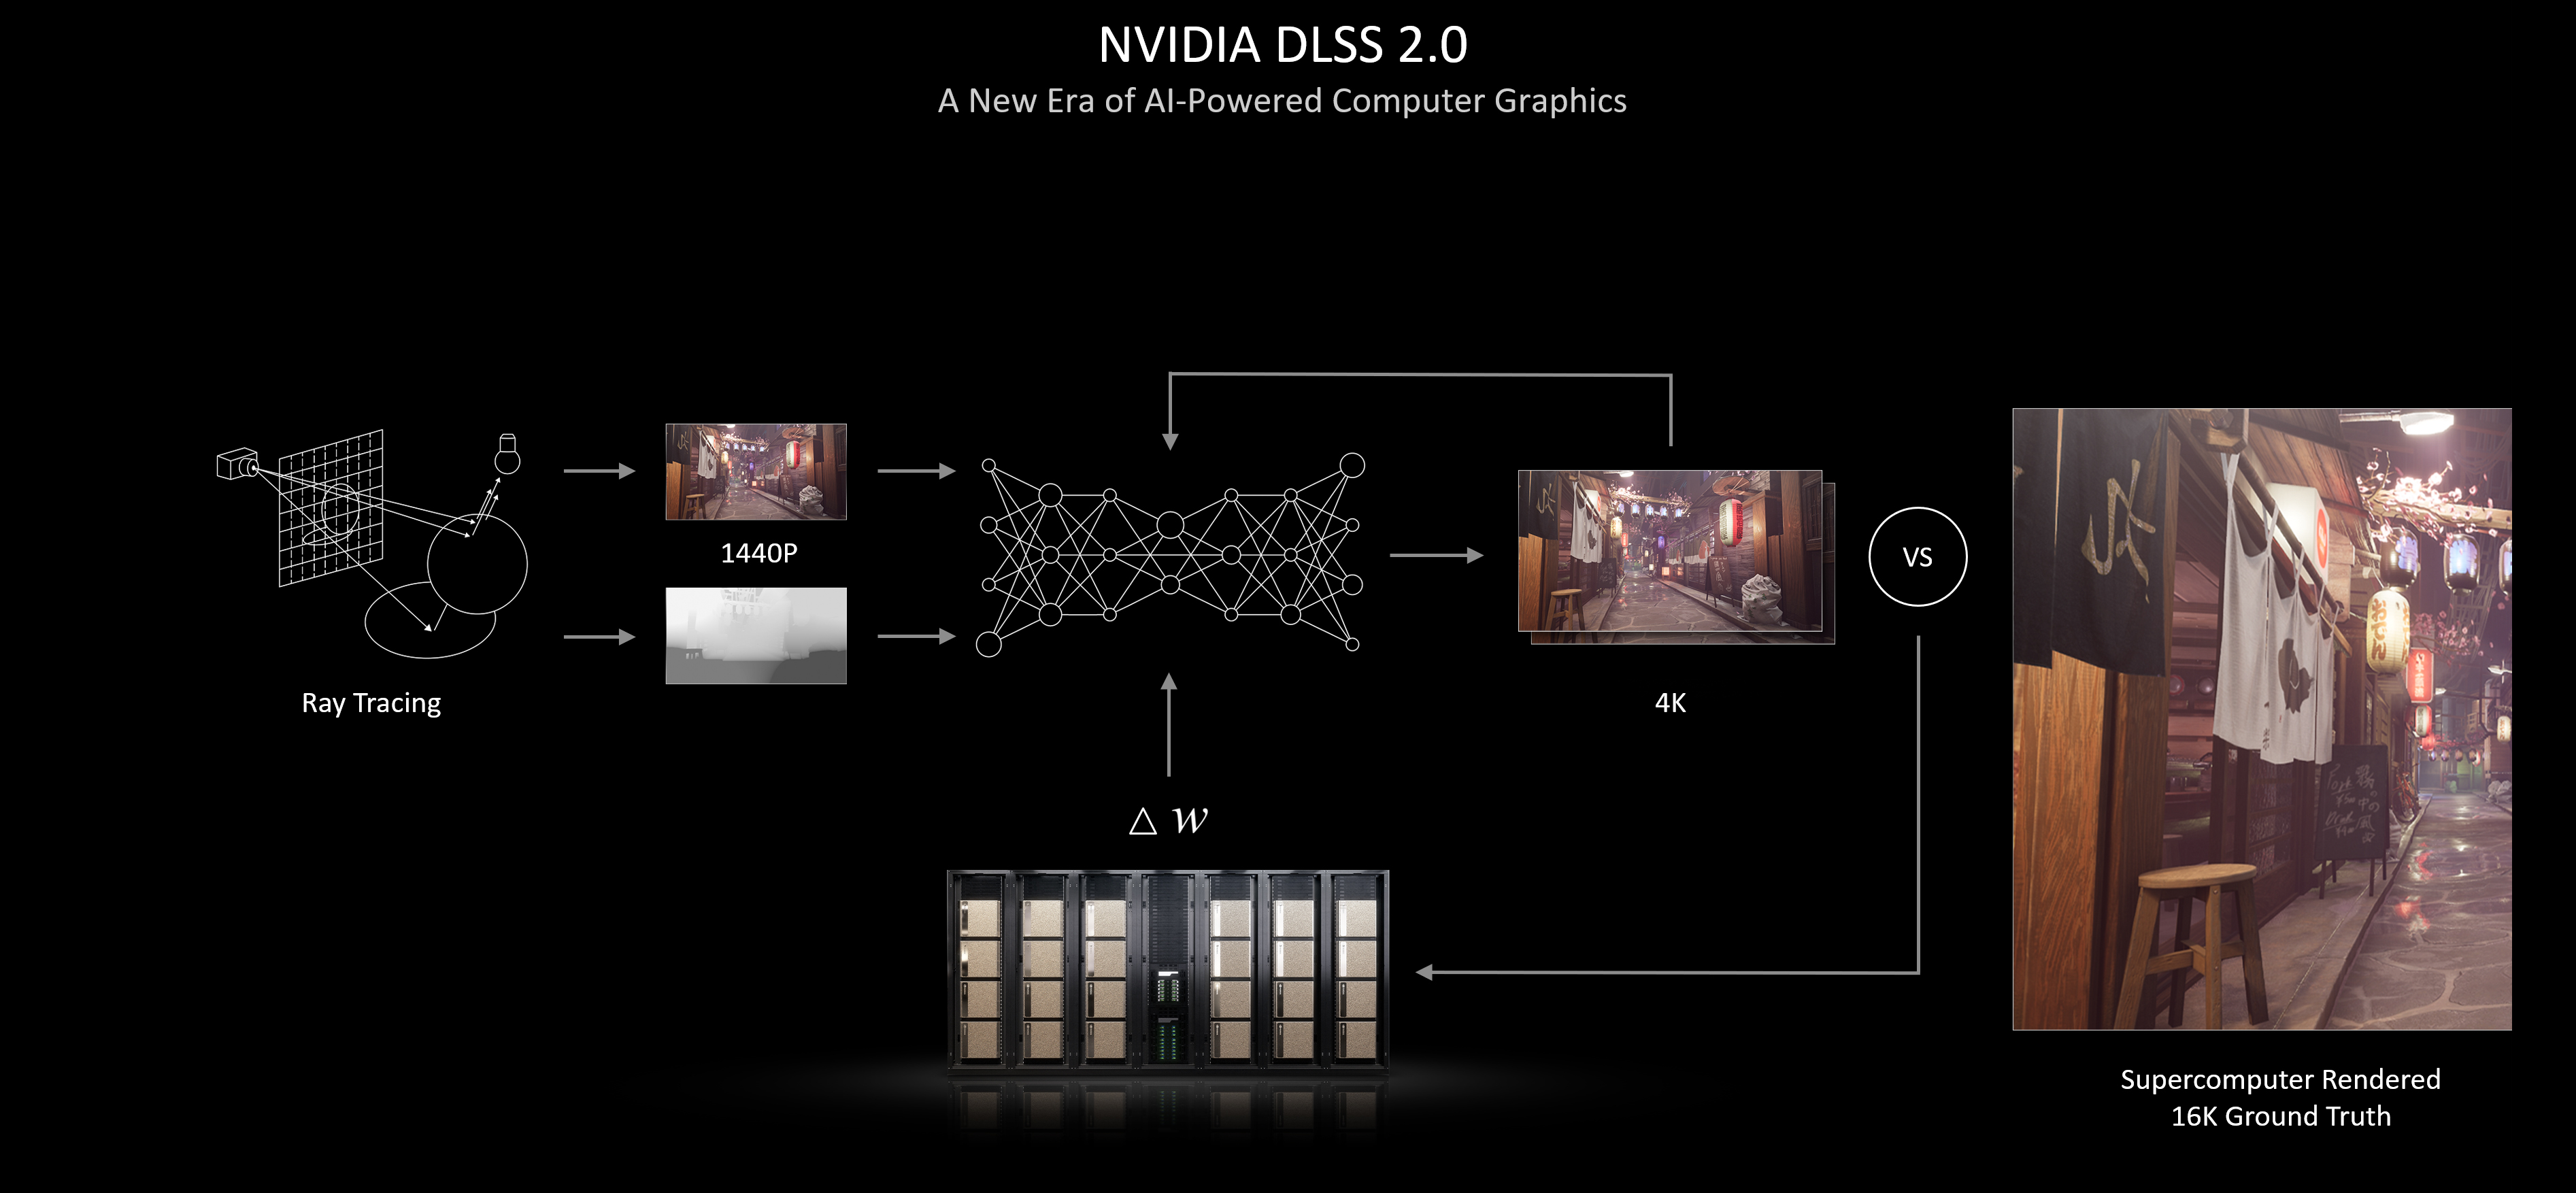 NVIDIA DLSS 2.0
A New Era of AI-Powered Computer Graphics
1440P
VS
Ray Tracing
4K
△ w
Supercomputer Rendered
16K Ground Truth